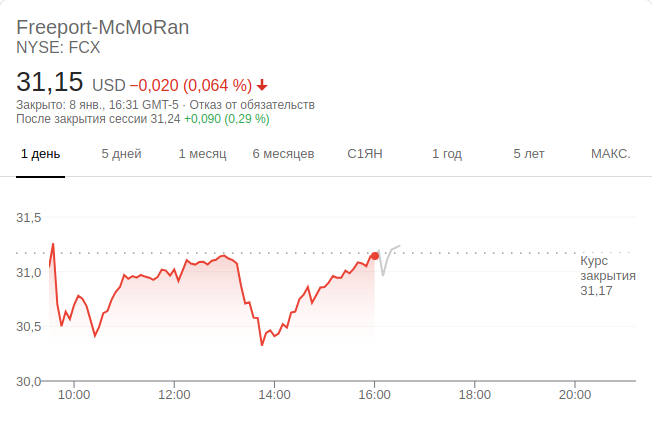 Freeport-McMoRan
NYSE: FCX
31,15 USD −0,020 (0,064 %)
Закрыто: 8 янв., 16:31 GMT-5 · Отказ от обязательств
После закрытия сессии 31,24 +0,090 (0,29 %)
1 день 5 дней 1 месяц 6 месяцев С1ЯН 1 год 5 лет МАКС.
31,5
Курс
закрытия
31,17
31,0
30,5
30,0
10:00 12:00 14:00 16:00 18:00 20:00